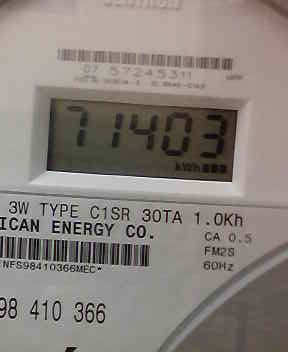 07 57245311
71403
kWh
3W TYPE C1SR 30TA 1.0Kh
ICAN ENERGY CO.
CA 0.5
FM2S
60Hz
NFS98410366MEC*
98 410 366